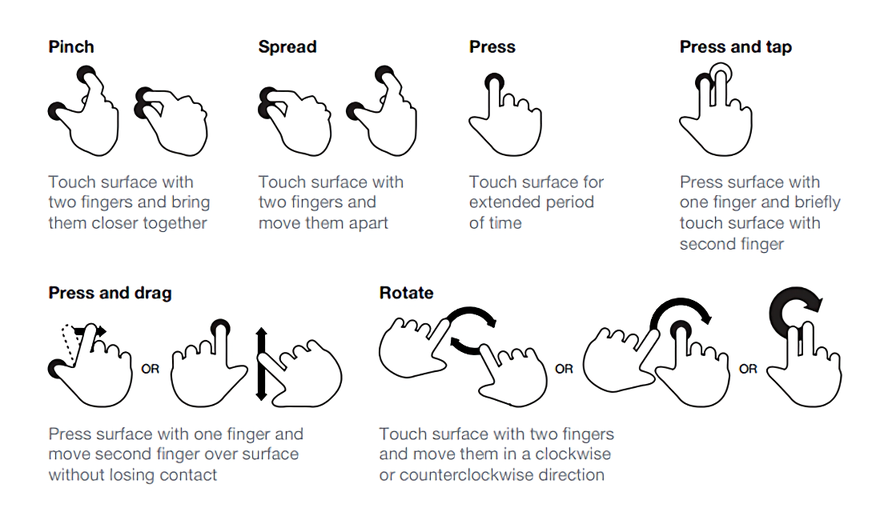 Pinch
Touch surface with
two fingers and bring
them closer together
Spread
Touch surface with
two fingers and
move them apart
Press
Touch surface for
extended period
of time
Press and tap
Press surface with
one finger and briefly
touch surface with
second finger
Press and drag
OR
Press surface with one finger and
move second finger over surface
without losing contact
Rotate
OR
OR
Touch surface with two fingers
and move them in a clockwise
or counterclockwise direction